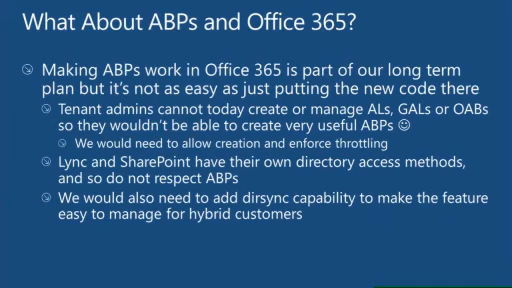 What About ABPs and Office 365?
Making ABPs work in Office 365 is part of our long term
plan but it's not as easy as just putting the new code there
Tenant admins cannot today create or manage ALs, GALs or OABs
so they wouldn't be able to create very useful ABPs ☺
We would need to allow creation and enforce throttling
Lync and SharePoint have their own directory access methods,
and so do not respect ABPs
We would also need to add dirsync capability to make the feature
easy to manage for hybrid customers